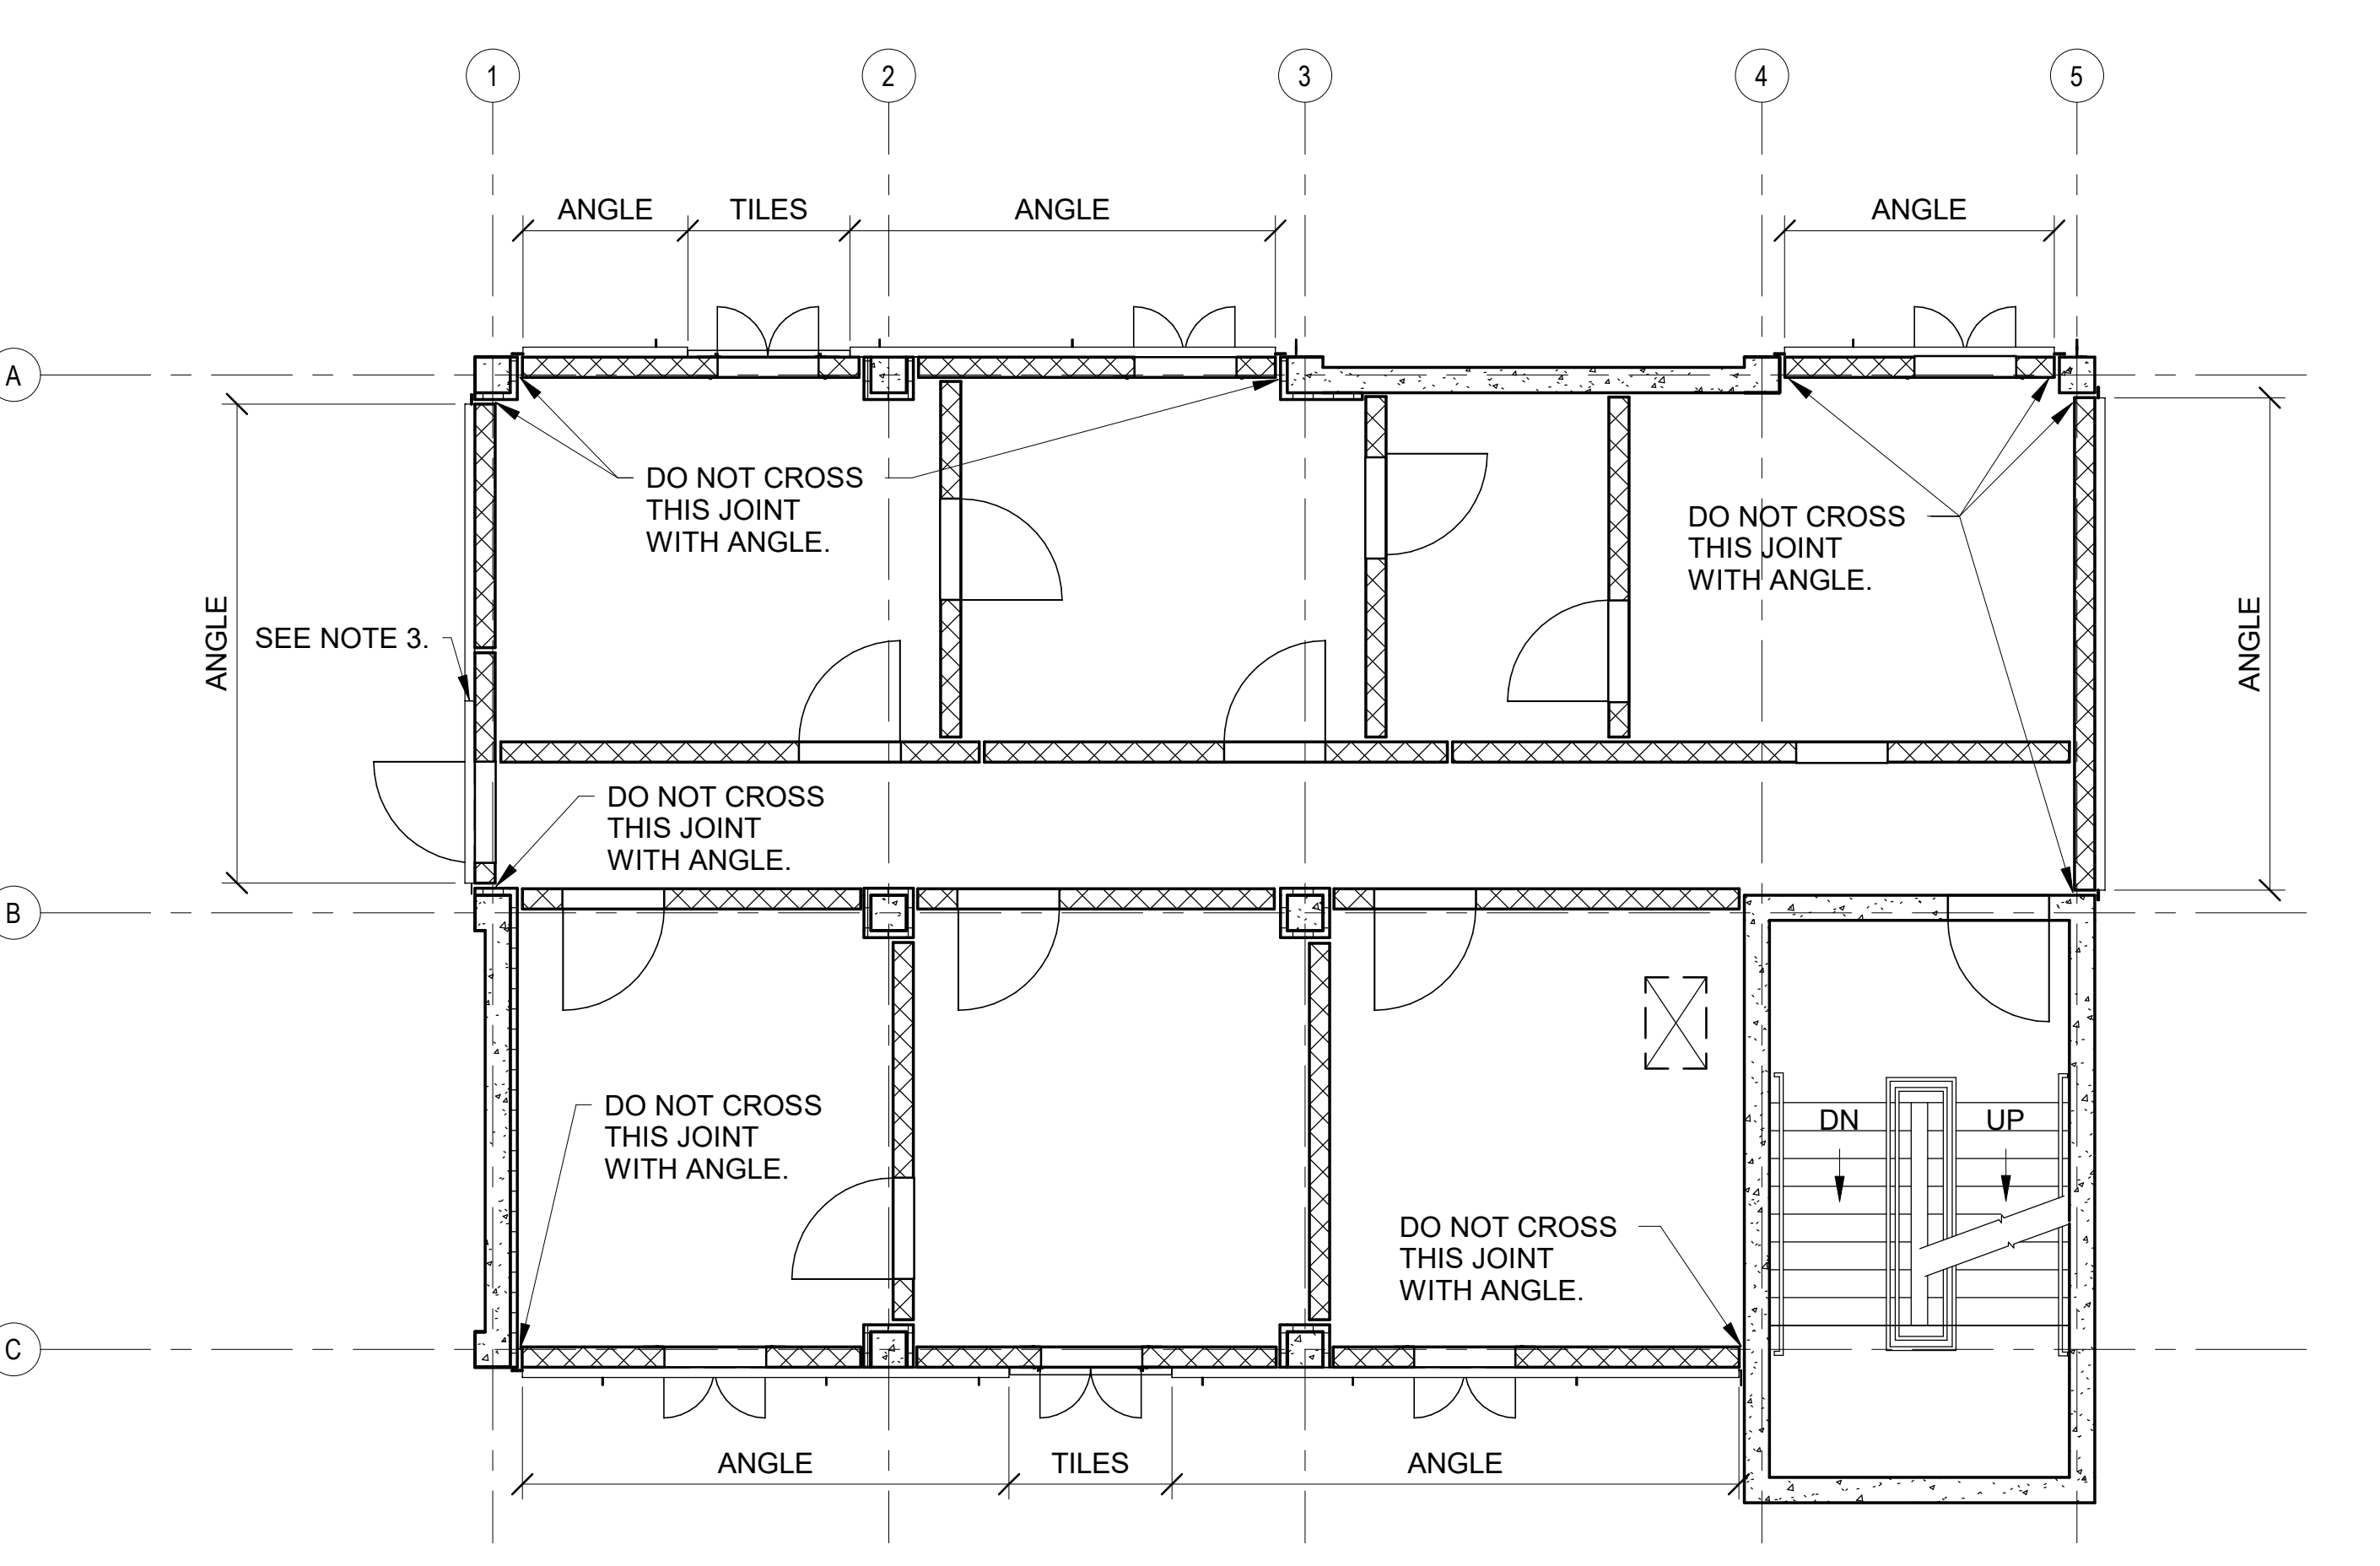 1
2
3
4
5
ANGLE
TILES
ANGLE
ANGLE
A
DO NOT CROSS
THIS JOINT
WITH ANGLE.
DO NOT CROSS
THIS JOINT
WITH ANGLE.
ANGLE
SEE NOTE 3.
ANGLE
DO NOT CROSS
THIS JOINT
WITH ANGLE.
B
DO NOT CROSS
THIS JOINT
WITH ANGLE.
DN
UP
DO NOT CROSS
THIS JOINT
WITH ANGLE.
C
ANGLE
TILES
ANGLE